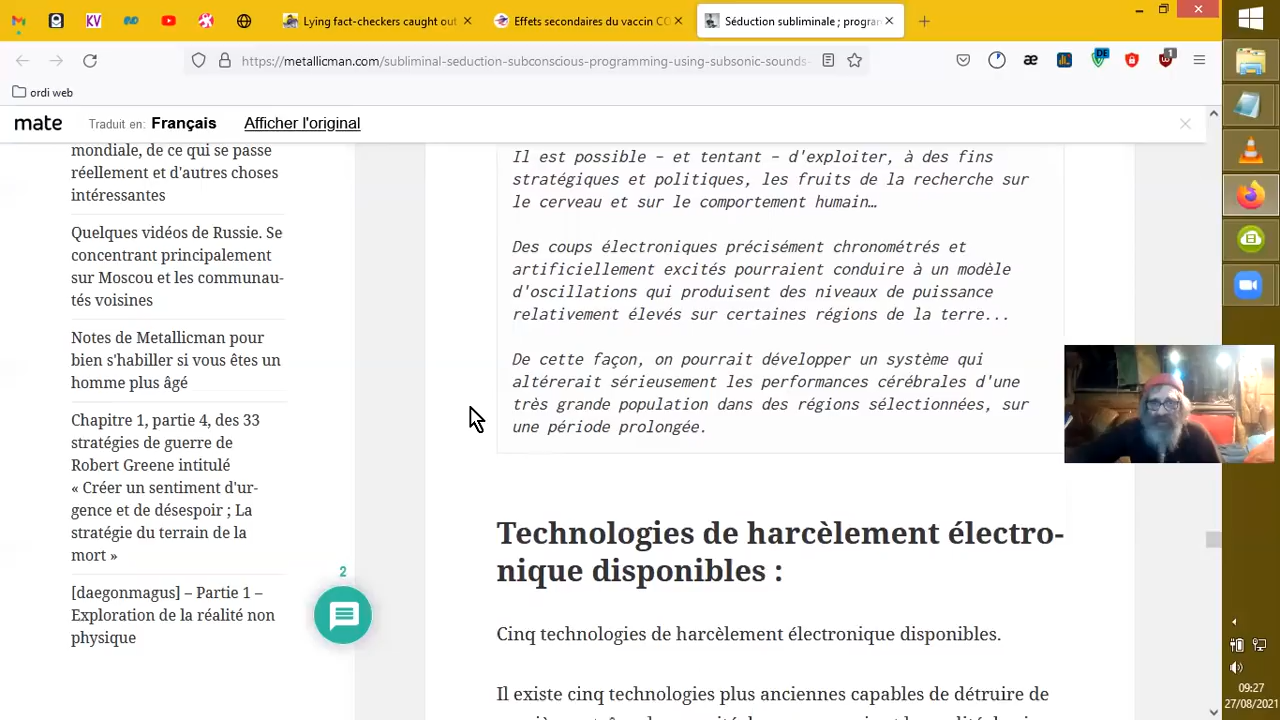 KV
Lying fact-checkers caught out
Effets secondaires du vaccin CO
Séduction subliminale ; progra
https://metallicman.com/subliminal-seduction-subconscious-programming-using-subsonic-sounds-
æ
DE
1
ordi web
mate
Traduit en: Français
Afficher l'original
mondiale, de ce qui se passe
réellement et d'autres choses
intéressantes
Quelques vidéos de Russie. Se
concentrant principalement
sur Moscou et les communau-
tés voisines
Notes de Metallicman pour
bien s'habiller si vous êtes un
homme plus âgé
Chapitre 1, partie 4, des 33
stratégies de guerre de
Robert Greene intitulé
« Créer un sentiment d'ur-
gence et de désespoir ; La
stratégie du terrain de la
mort »
[daegonmagus] – Partie 1 –
Exploration de la réalité non
physique
2
Il est possible – et tentant – d'exploiter, à des fins
stratégiques et politiques, les fruits de la recherche sur
le cerveau et sur le comportement humain…
Des coups électroniques précisément chronométrés et
artificiellement excités pourraient conduire à un modèle
d'oscillations qui produisent des niveaux de puissance
relativement élevés sur certaines régions de la terre...
De cette façon, on pourrait développer un système qui
altérerait sérieusement les performances cérébrales d'une
très grande population dans des régions sélectionnées, sur
une période prolongée.
Technologies de harcèlement électro-
nique disponibles :
Cinq technologies de harcèlement électronique disponibles.
Il existe cinq technologies plus anciennes capables de détruire de
09:27
27/08/2021